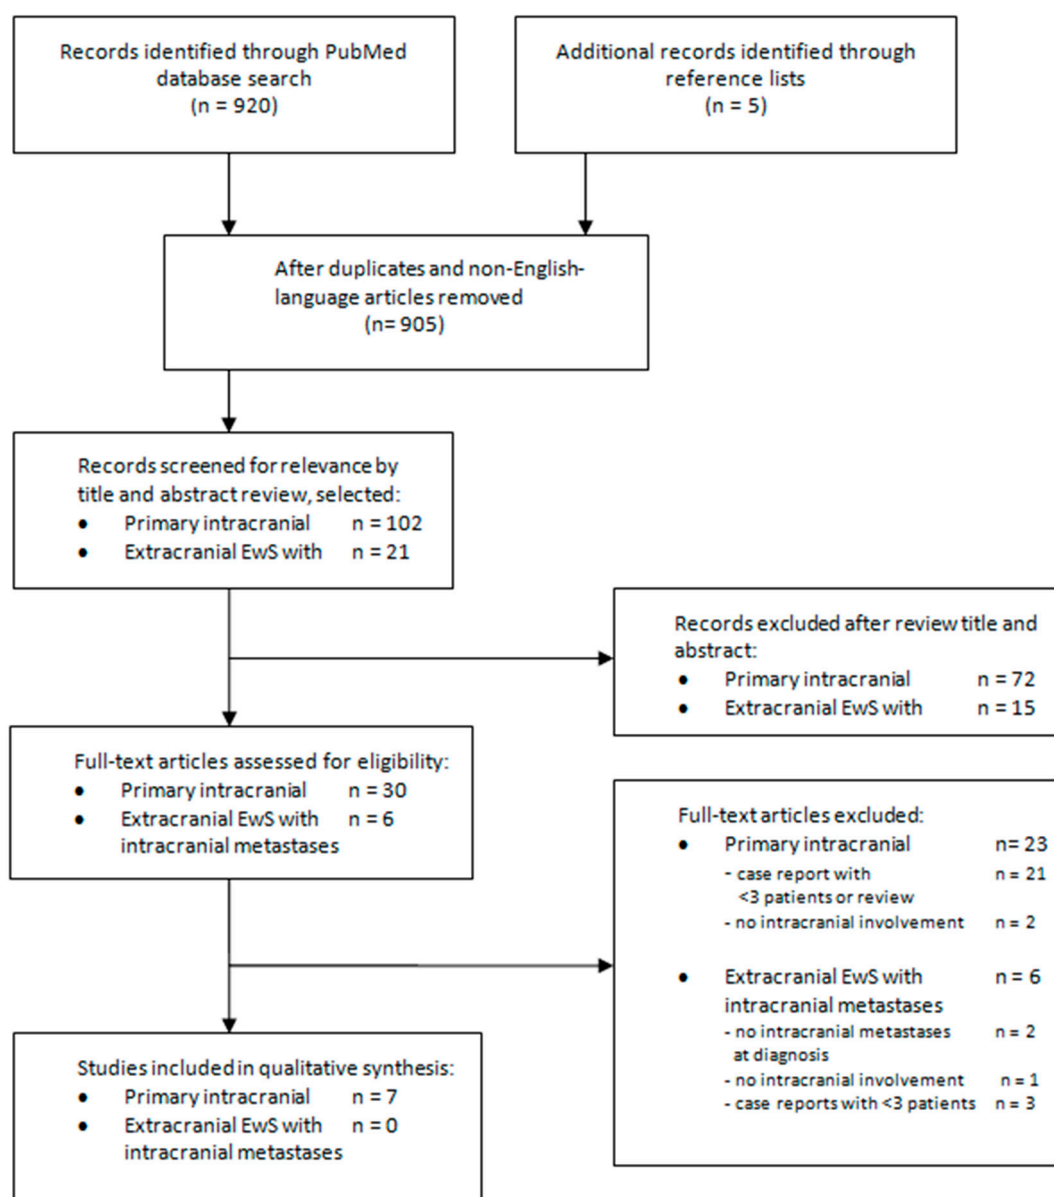 Records identified through PubMed
database search
(n = 920)
Additional records identified through
reference lists
(n = 5)
After duplicates and non-English-
language articles removed
(n= 905)
Records screened for relevance by
title and abstract review, selected:
● Primary intracranial n = 102
● Extracranial EwS with n = 21
Records excluded after review title and
abstract:
● Primary intracranial n = 72
● Extracranial EwS with n = 15
Full-text articles assessed for eligibility:
● Primary intracranial n = 30
● Extracranial EwS with n = 6
intracranial metastases
Full-text articles excluded:
● Primary intracranial n= 23
- case report with n = 21
<3 patients or review
- no intracranial involvement n = 2
● Extracranial EwS with n = 6
intracranial metastases
- no intracranial metastases n = 2
at diagnosis
- no intracranial involvement n = 1
- case reports with <3 patients n = 3
Studies included in qualitative synthesis:
● Primary intracranial n = 7
● Extracranial EwS with n = 0
intracranial metastases